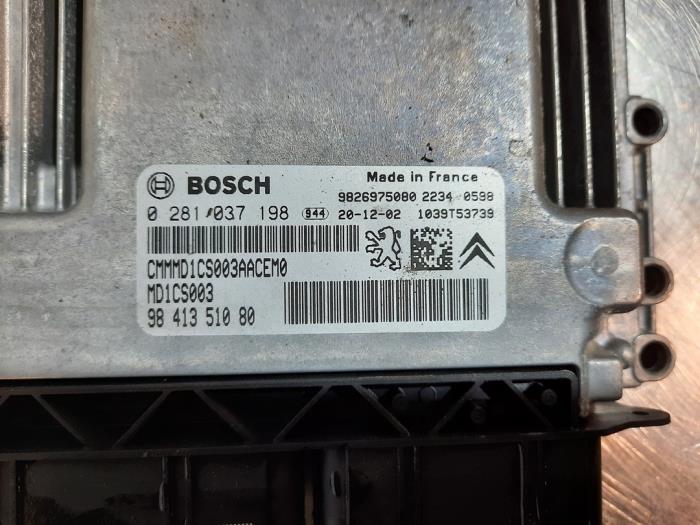 BOSCH Made in France
9826975080 2234 0598
0 281 037 198 944 20-12-02 1039T53739
CMMMD1CS003AACEM0
MD1CS003
98 413 510 80